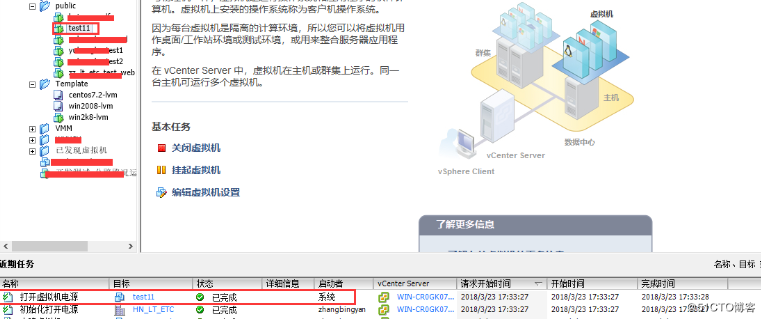 public
test11
test1
test2
zz_lt_etc_test_web
Template
centos7.2-lvm
win2008-lvm
win2k8-lvm
VMM
已发现虚拟机
算机。虚拟机上安装的操作系统称为客户机操作系统。
因为每台虚拟机是隔离的计算环境，所以您可以将虚拟机用
作桌面/工作站环境或测试环境，或用来整合服务器应用程
序。
在 vCenter Server 中，虚拟机在主机或群集上运行。同一
台主机可运行多个虚拟机。
基本任务
关闭虚拟机
挂起虚拟机
编辑虚拟机设置
虚拟机
群集
主机
数据中心
vCenter Server
vSphere Client
了解更多信息
近期任务
名称、目标
名称 目标 状态 详细信息 启动者 vCenter Server 请求开始时间 开始时间 完成时间
打开虚拟机电源 test11 已完成 系统 WIN-CR0GK07... 2018/3/23 17:33:27 2018/3/23 17:33:27 2018/3/23 17:33:28
初始化打开电源 HN_LT_ETC 已完成 zhangbingyan WIN-CR0GK07... 2018/3/23 17:33:27 2018/3/23 17:33:27 2018/3/23 17:33:27
@51CTO博客